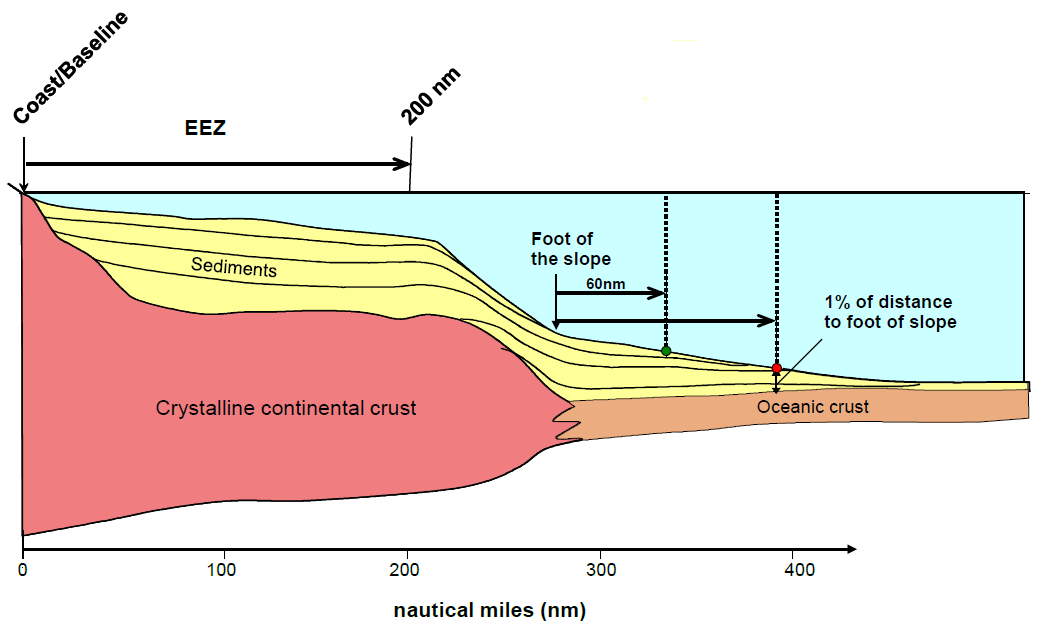 Coast/Baseline
200 nm
EEZ
Foot of
the slope
60nm
Sediments
1% of distance
to foot of slope
Crystalline continental crust
Oceanic crust
0
100
200
300
400
nautical miles (nm)